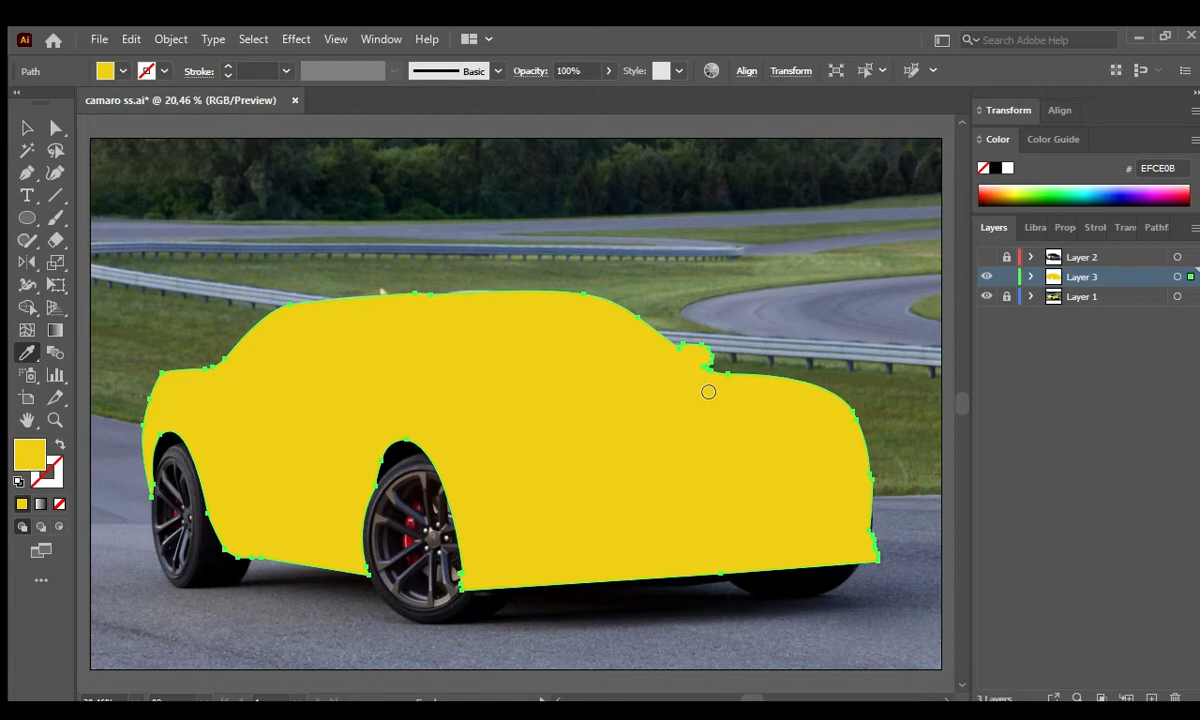 Ai File Edit Object Type Select Effect View Window Help Search Adobe Help
Path Stroke: Basic Opacity: 100% Style: Align Transform
camaro ss.ai* @ 20,46 % (RGB/Preview) ×
Transform Align
Color Color Guide
# EFCE0B
Layers Libra Prop Strol Tran Pathf
Layer 2
Layer 3
Layer 1
3 Layers